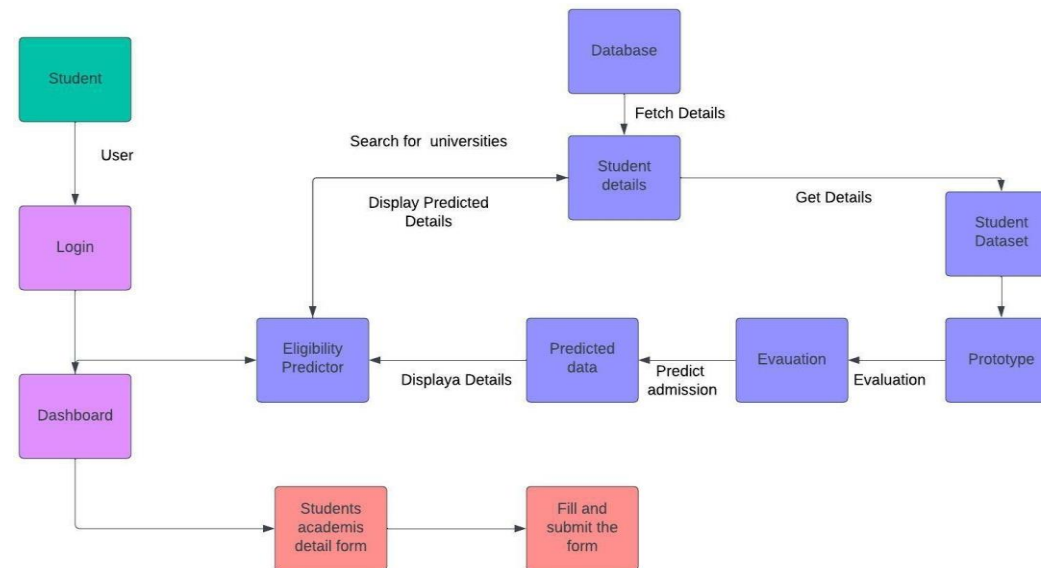 Database
Student
Fetch Details
User
Search for universities
Student
details
Display Predicted
Details
Get Details
Student
Dataset
Login
Eligibility
Predictor
Displaya Details
Predicted
data
Predict
admission
Evauation
Evaluation
Prototype
Dashboard
Students
academis
detail form
Fill and
submit the
form